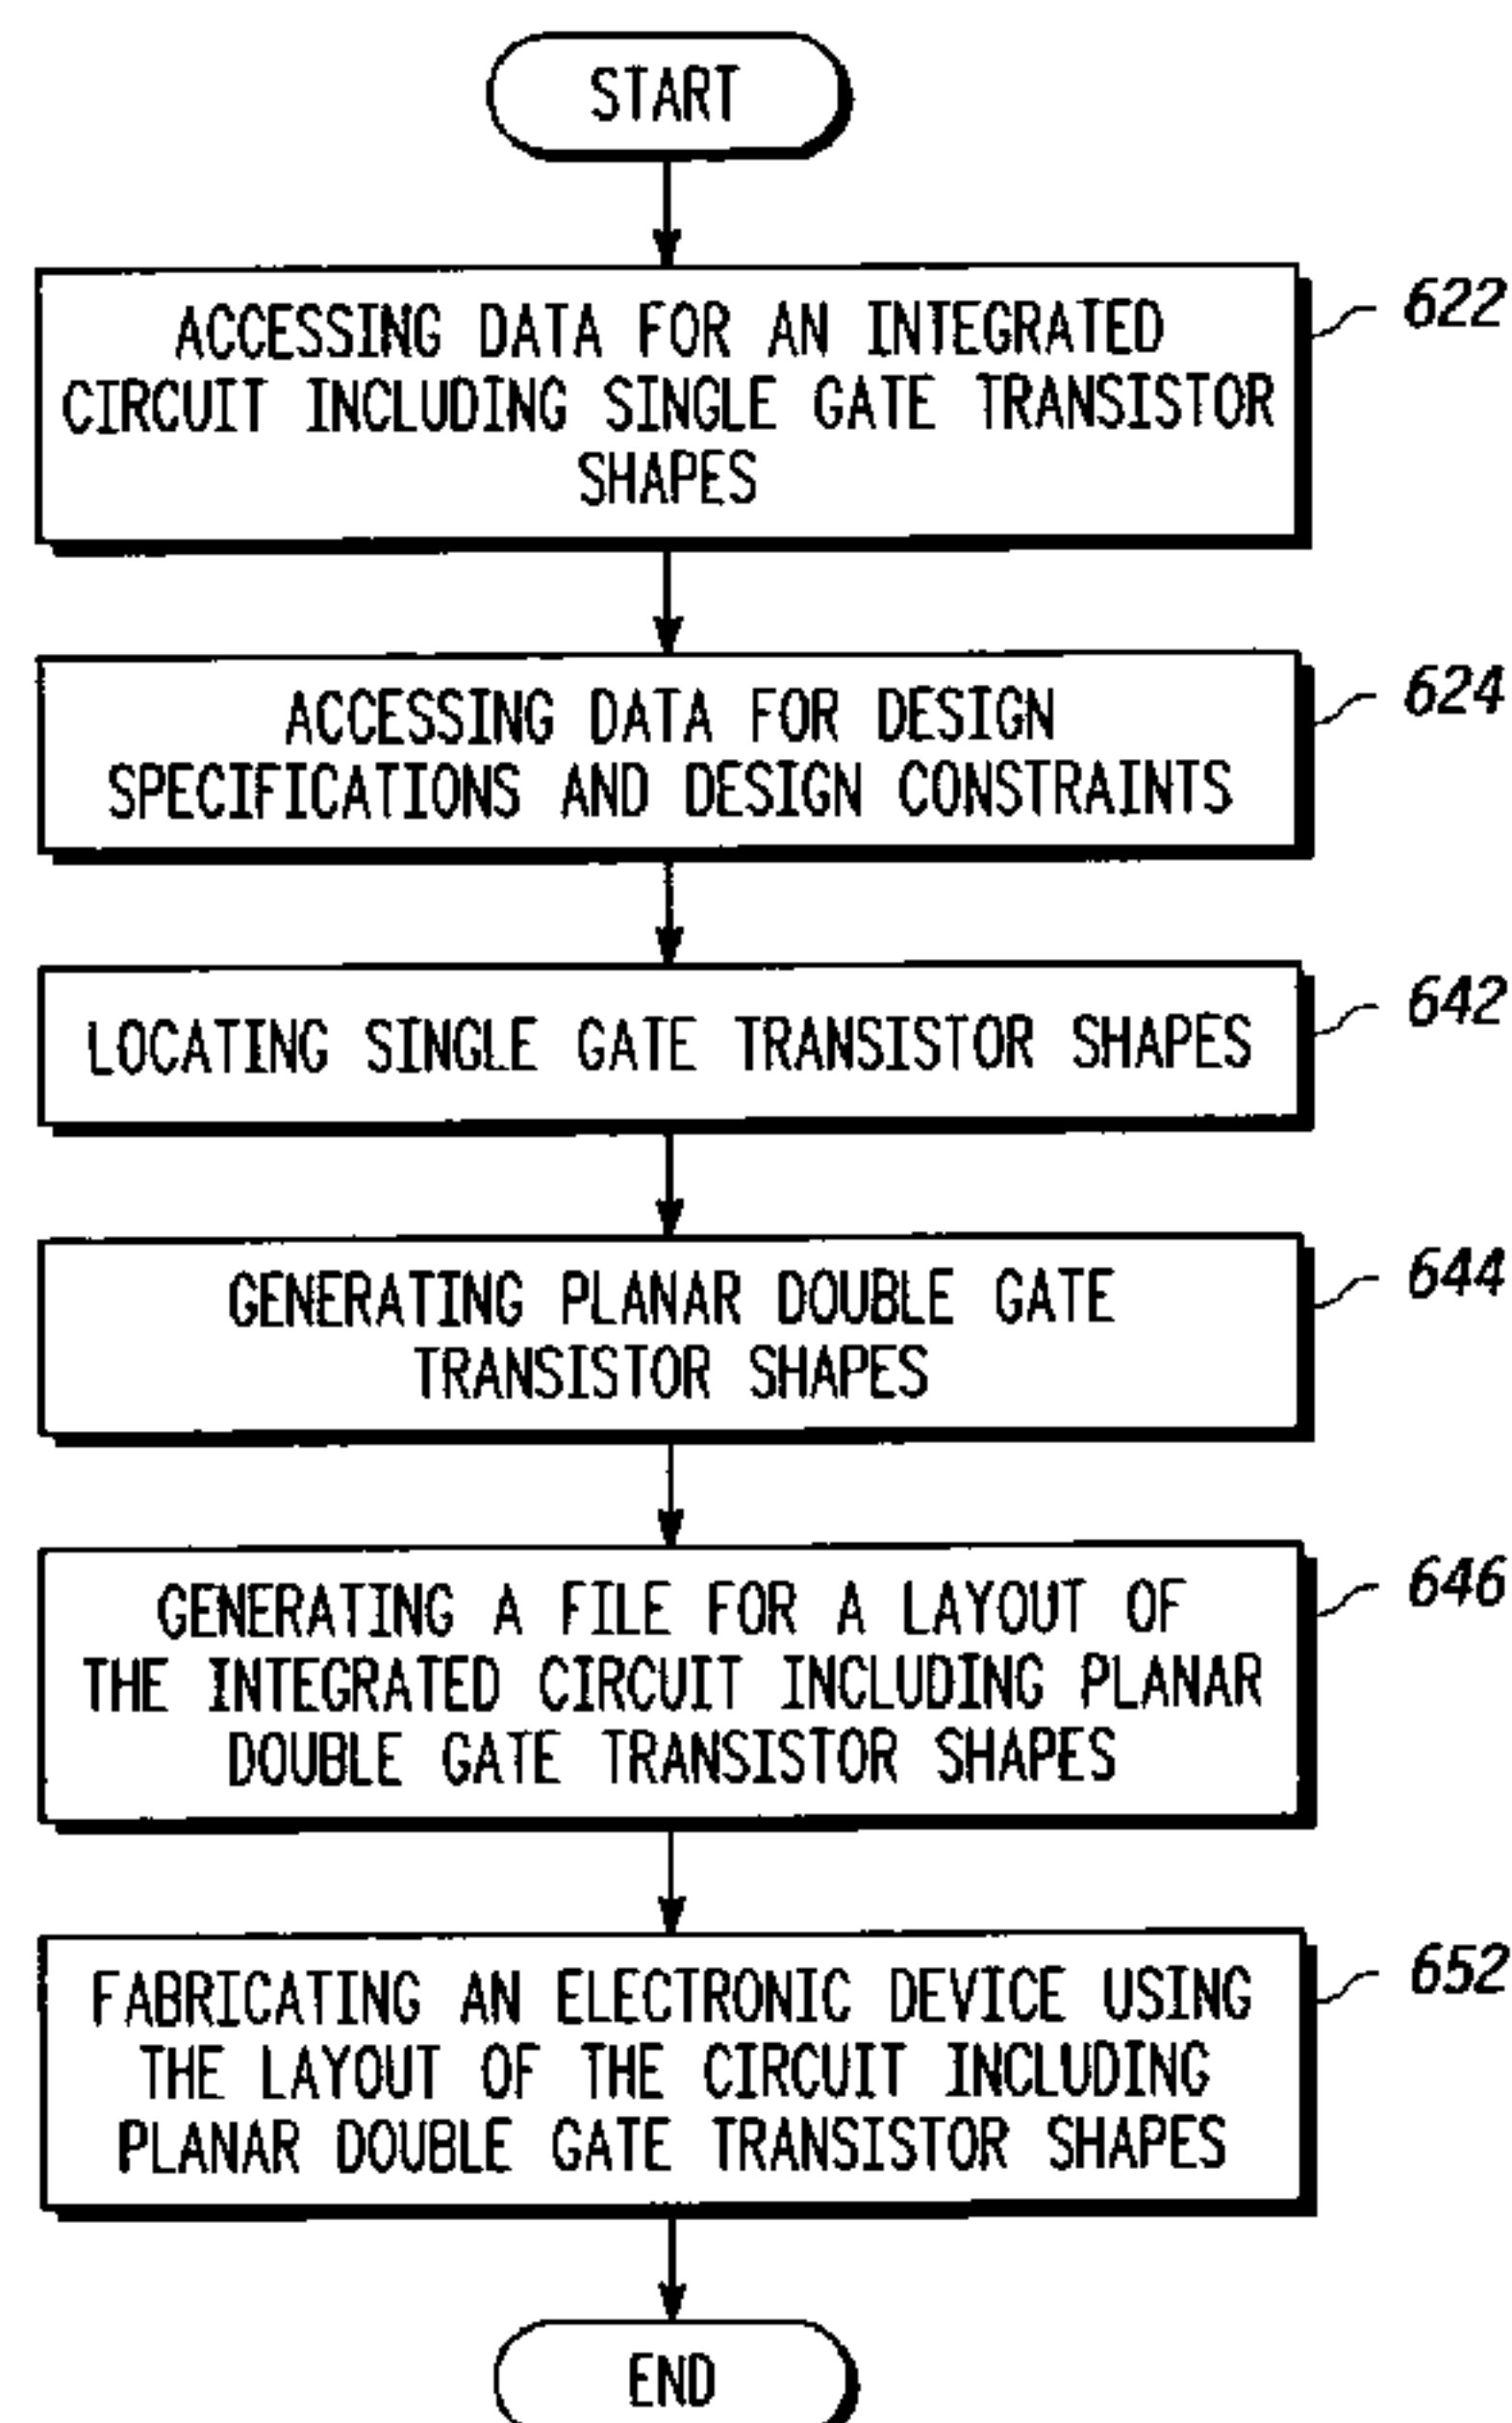 START
ACCESSING DATA FOR AN INTEGRATED
CIRCUIT INCLUDING SINGLE GATE TRANSISTOR
SHAPES
622
ACCESSING DATA FOR DESIGN
SPECIFICATIONS AND DESIGN CONSTRAINTS
624
LOCATING SINGLE GATE TRANSISTOR SHAPES
642
GENERATING PLANAR DOUBLE GATE
TRANSISTOR SHAPES
644
GENERATING A FILE FOR A LAYOUT OF
THE INTEGRATED CIRCUIT INCLUDING PLANAR
DOUBLE GATE TRANSISTOR SHAPES
646
FABRICATING AN ELECTRONIC DEVICE USING
THE LAYOUT OF THE CIRCUIT INCLUDING
PLANAR DOUBLE GATE TRANSISTOR SHAPES
652
END